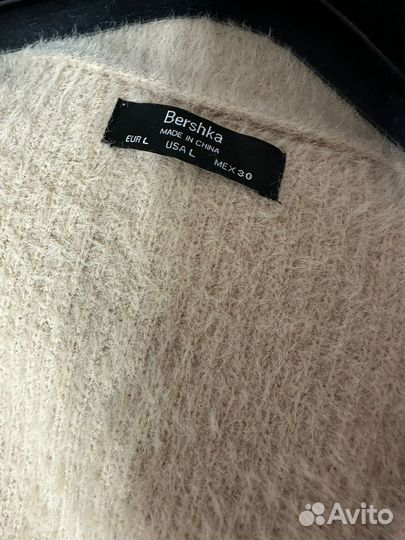 Bershka
MADE IN CHINA
EUR L USA L MEX 30
Avito